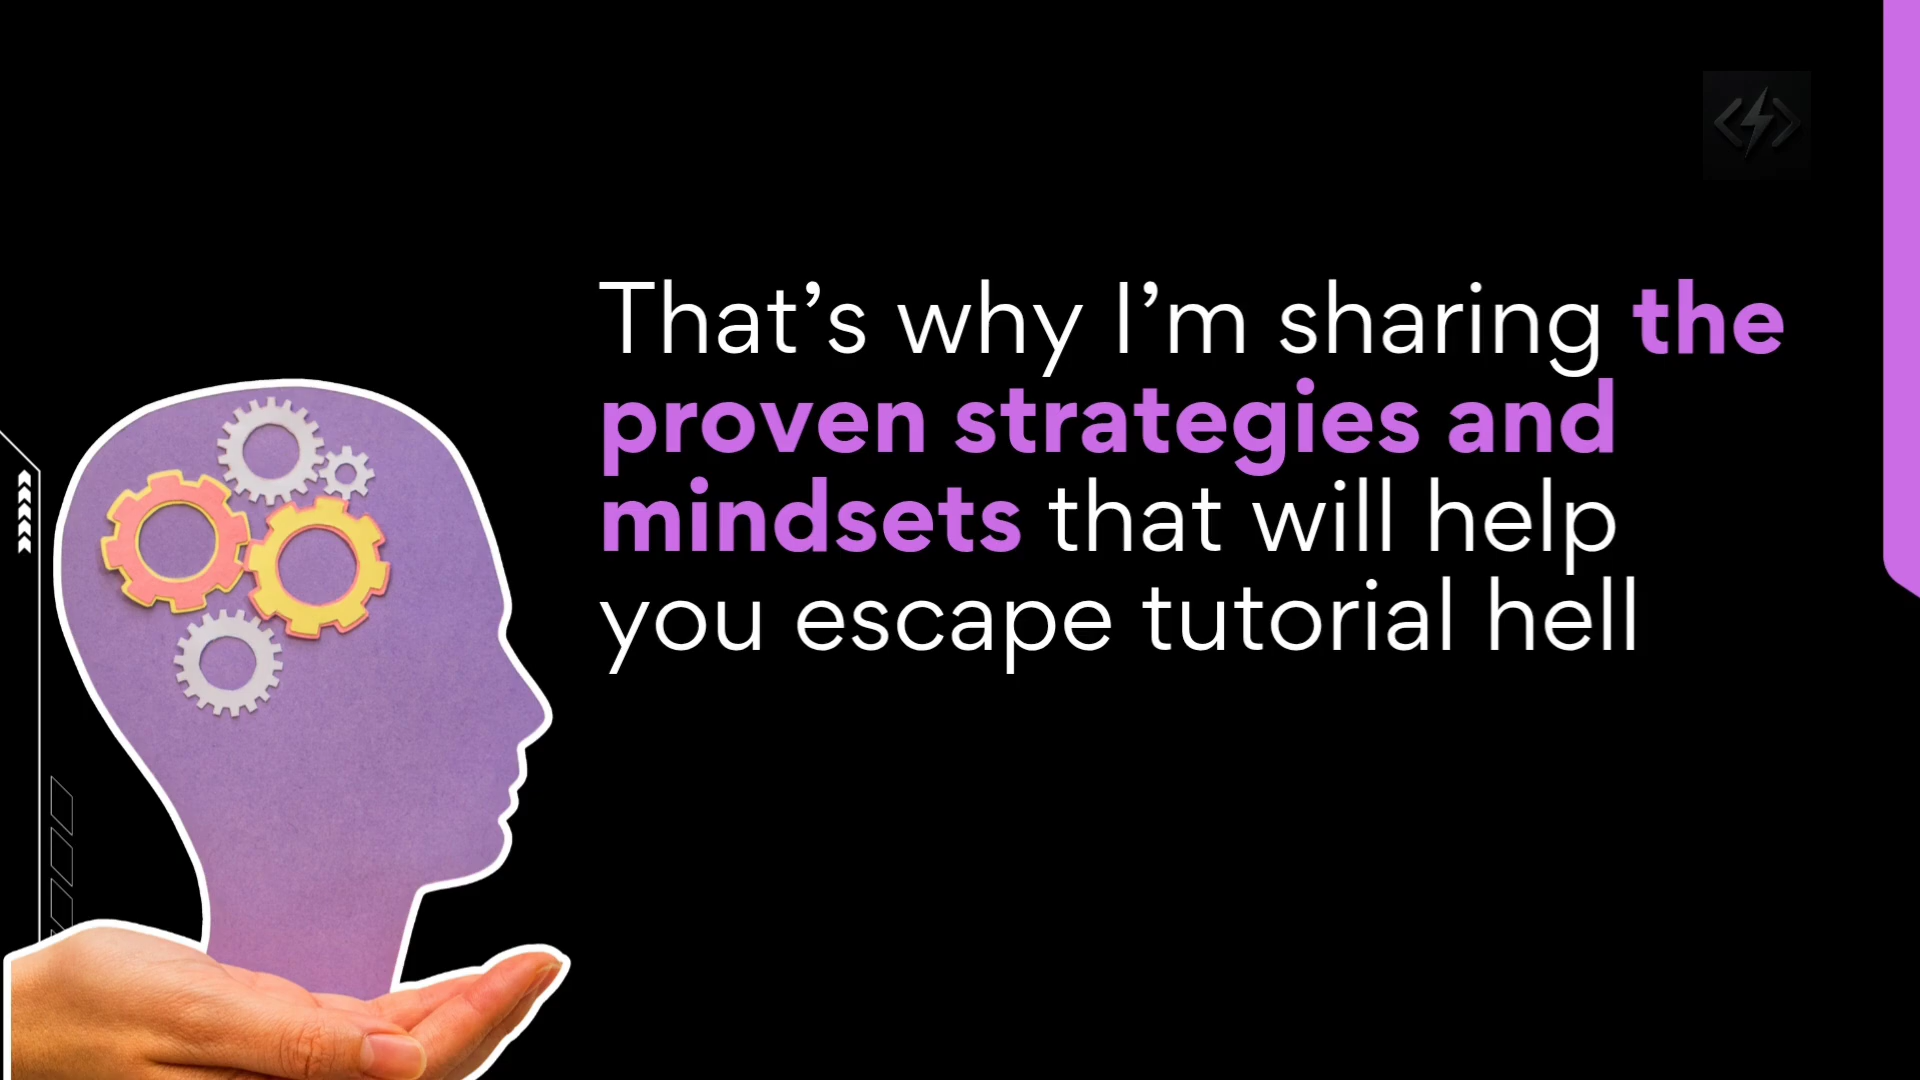 That’s why I’m sharing the
proven strategies and
mindsets that will help
you escape tutorial hell